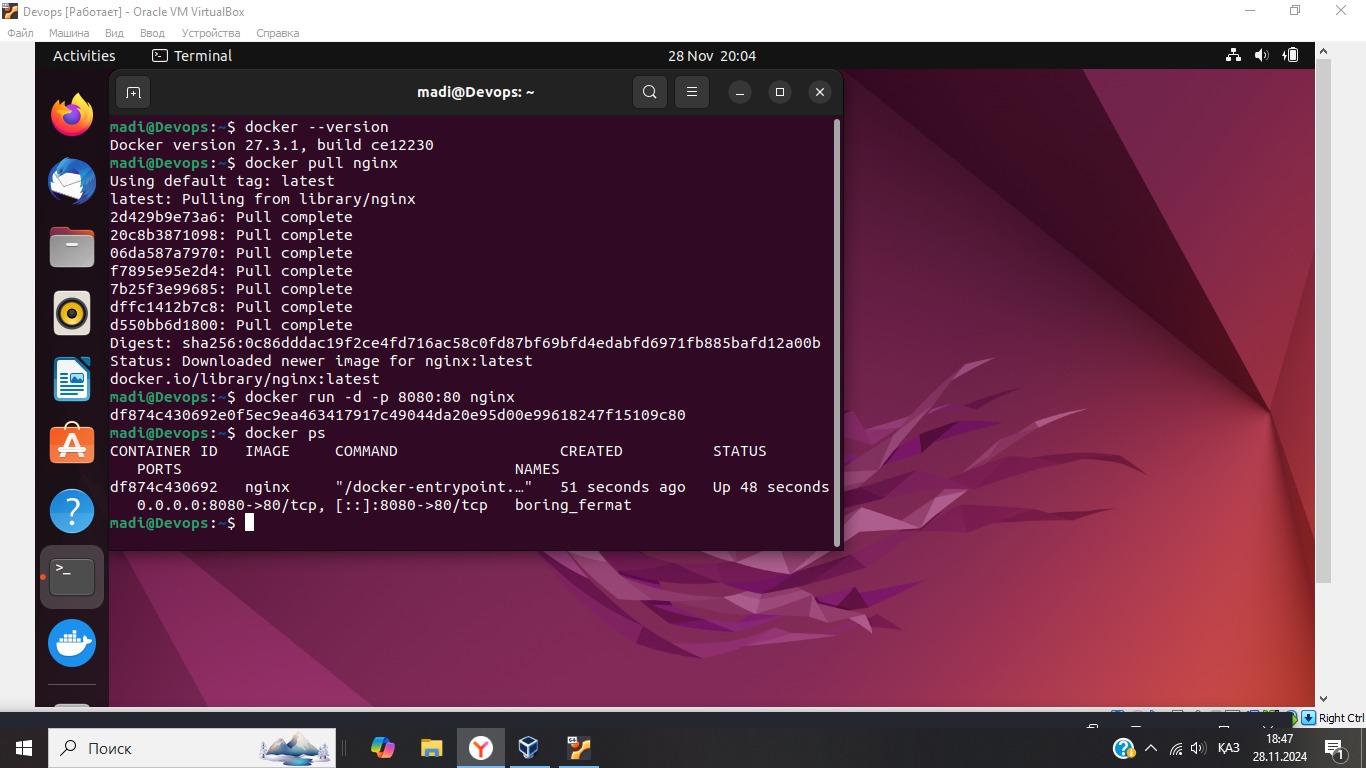 Devops [Работает] - Oracle VM VirtualBox
Файл Машина Вид Ввод Устройства Справка
Activities Terminal 28 Nov 20:04
madi@Devops: ~
madi@Devops:~$ docker --version
Docker version 27.3.1, build ce12230
madi@Devops:~$ docker pull nginx
Using default tag: latest
latest: Pulling from library/nginx
2d429b9e73a6: Pull complete
20c8b3871098: Pull complete
06da587a7970: Pull complete
f7895e95e2d4: Pull complete
7b25f3e99685: Pull complete
dffc1412b7c8: Pull complete
d550bb6d1800: Pull complete
Digest: sha256:0c86dddac19f2ce4fd716ac58c0fd87bf69bfd4edabfd6971fb885bafd12a00b
Status: Downloaded newer image for nginx:latest
docker.io/library/nginx:latest
madi@Devops:~$ docker run -d -p 8080:80 nginx
df874c430692e0f5ec9ea463417917c49044da20e95d00e99618247f15109c80
madi@Devops:~$ docker ps
CONTAINER ID   IMAGE     COMMAND                  CREATED          STATUS
   PORTS                                     NAMES
df874c430692   nginx     "/docker-entrypoint.…"   51 seconds ago   Up 48 seconds
   0.0.0.0:8080->80/tcp, [::]:8080->80/tcp   boring_fermat
madi@Devops:~$
Right Ctrl
Поиск
ҚАЗ
18:47
28.11.2024
1